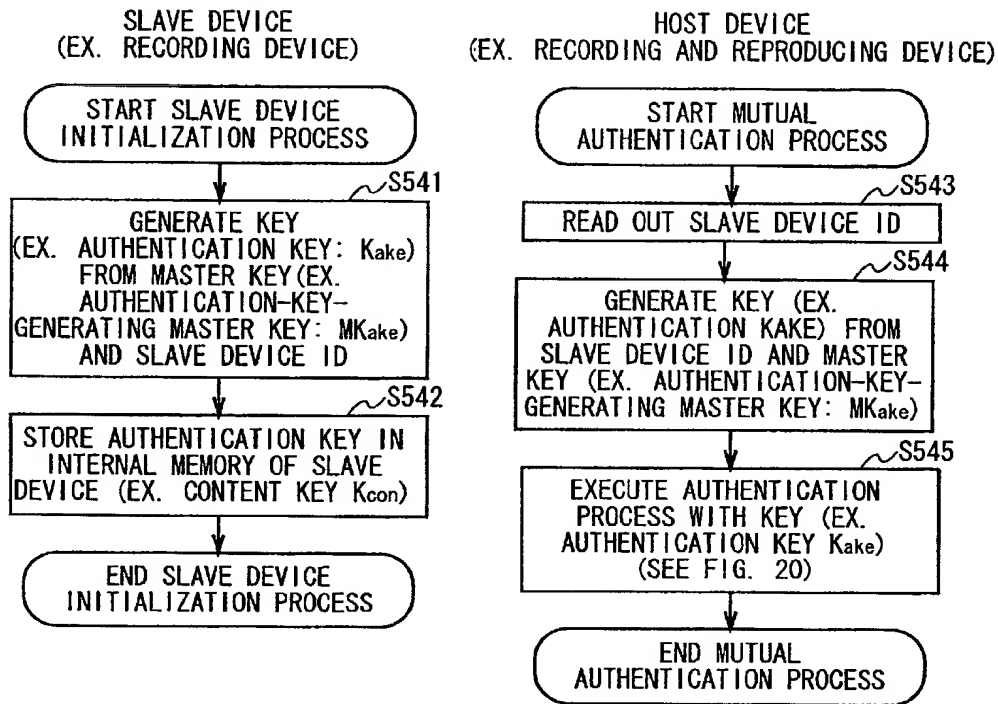 SLAVE DEVICE
(EX. RECORDING DEVICE)
START SLAVE DEVICE
INITIALIZATION PROCESS
S541
GENERATE KEY
(EX. AUTHENTICATION KEY: Kake)
FROM MASTER KEY(EX.
AUTHENTICATION-KEY-
GENERATING MASTER KEY: MKake)
AND SLAVE DEVICE ID
S542
STORE AUTHENTICATION KEY IN
INTERNAL MEMORY OF SLAVE
DEVICE (EX. CONTENT KEY Kcon)
END SLAVE DEVICE
INITIALIZATION PROCESS
HOST DEVICE
(EX. RECORDING AND REPRODUCING DEVICE)
START MUTUAL
AUTHENTICATION PROCESS
S543
READ OUT SLAVE DEVICE ID
S544
GENERATE KEY (EX.
AUTHENTICATION KAKE) FROM
SLAVE DEVICE ID AND MASTER
KEY (EX. AUTHENTICATION-KEY-
GENERATING MASTER KEY: MKake)
S545
EXECUTE AUTHENTICATION
PROCESS WITH KEY (EX.
AUTHENTICATION KEY Kake)
(SEE FIG. 20)
END MUTUAL
AUTHENTICATION PROCESS